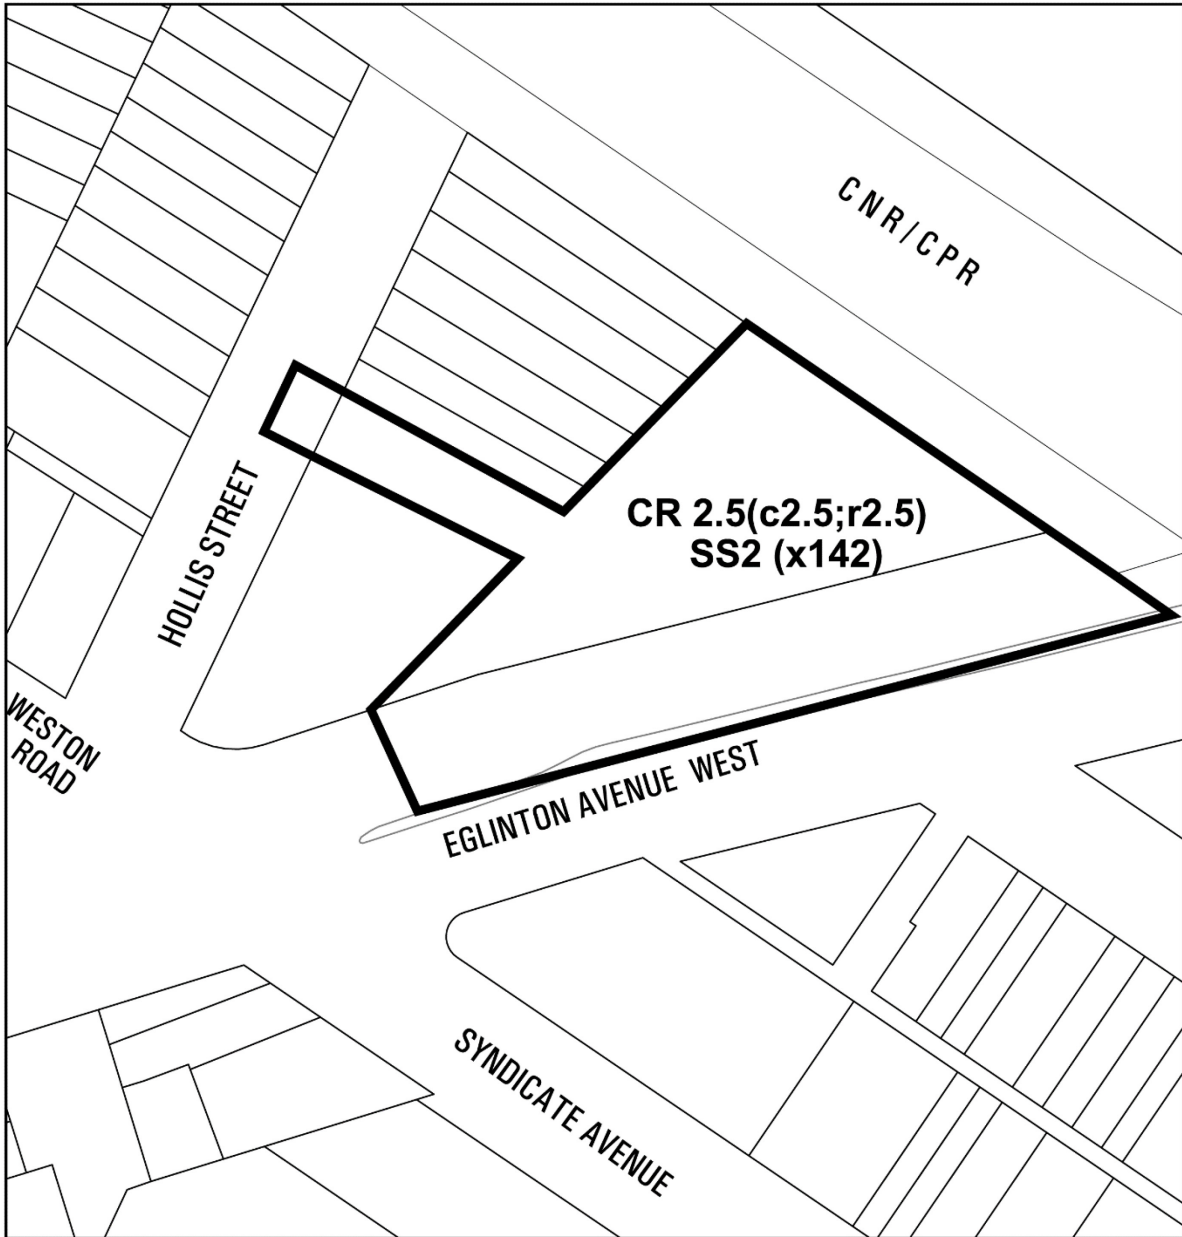 CNR/CPR
CR 2.5(c2.5;r2.5)
SS2 (x142)
HOLLIS STREET
WESTON
ROAD
EGLINTON AVENUE WEST
SYNDICATE AVENUE